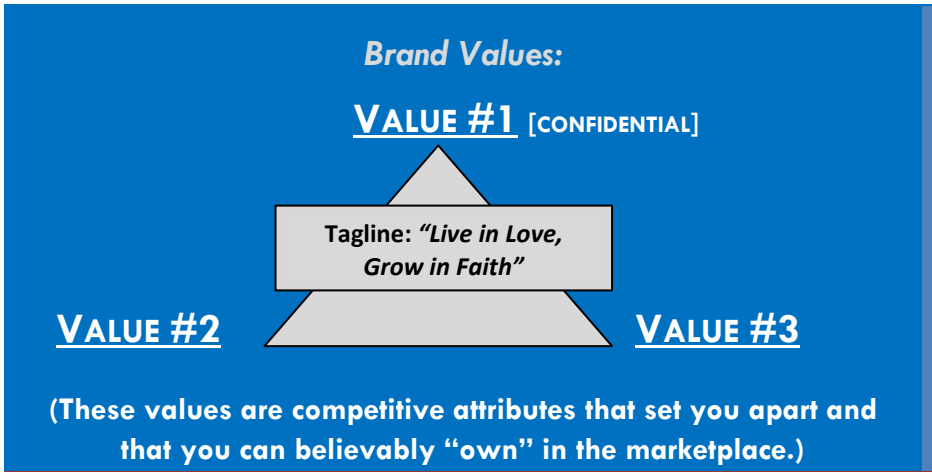 Brand Values:
VALUE #1 [CONFIDENTIAL]
Tagline: “Live in Love,
Grow in Faith”
VALUE #2
VALUE #3
(These values are competitive attributes that set you apart and
that you can believably “own” in the marketplace.)